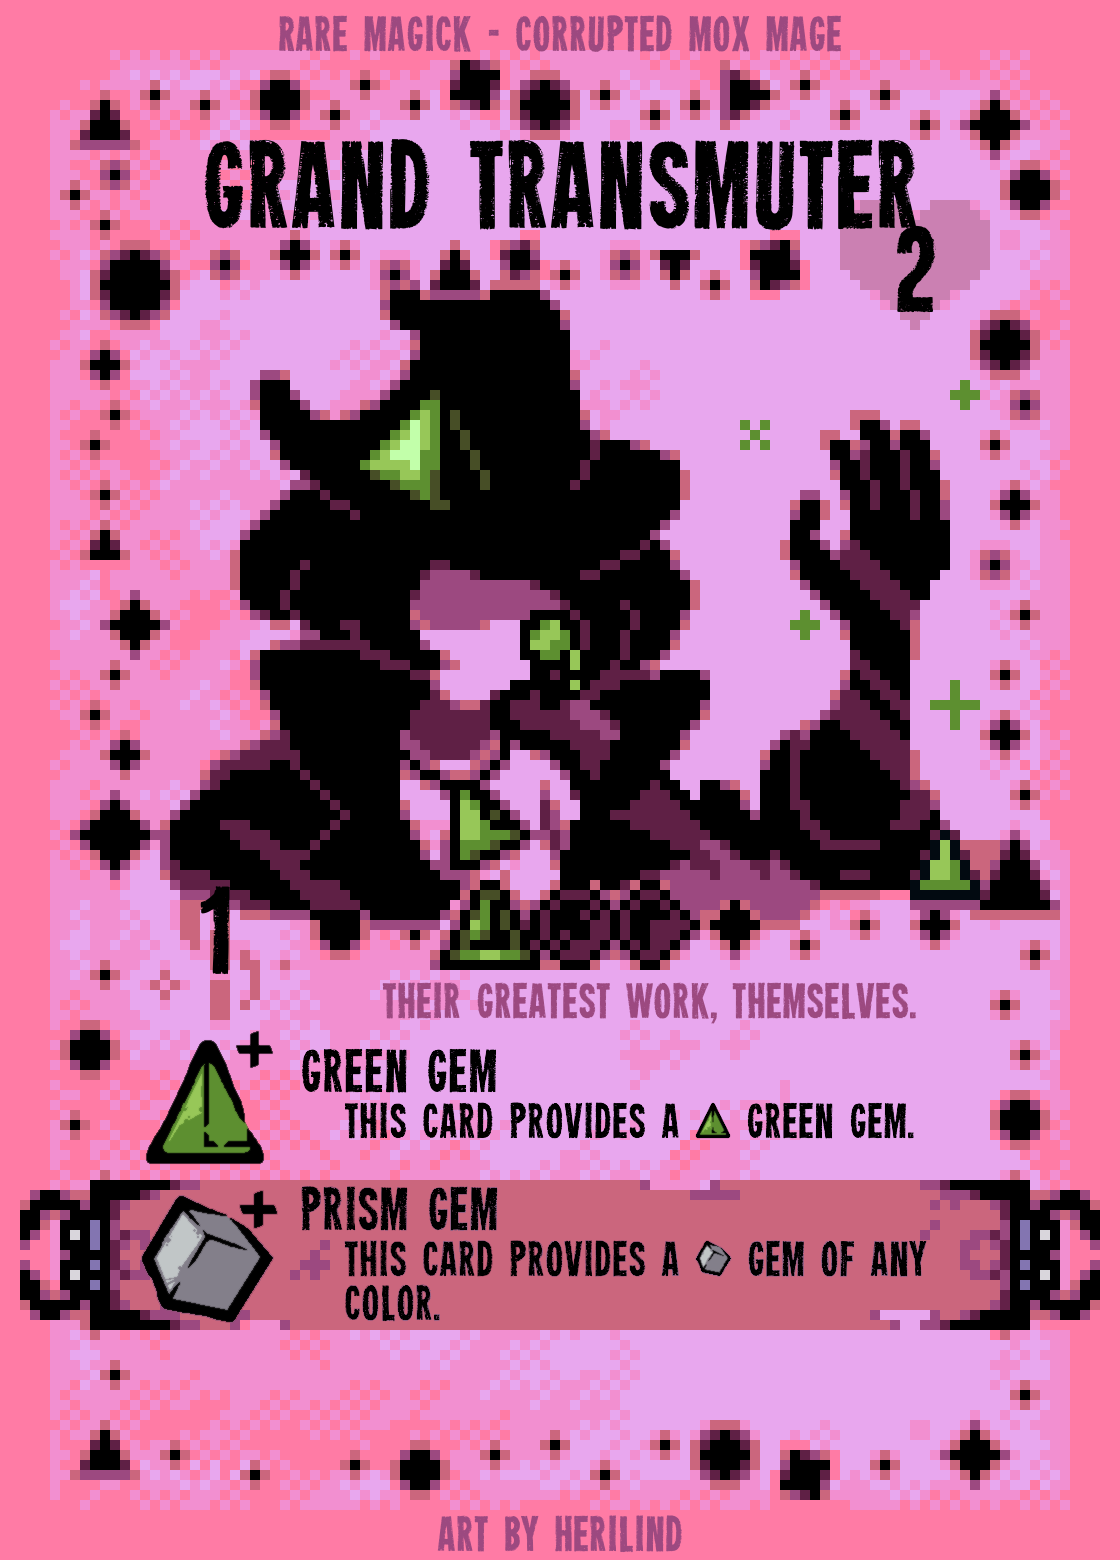 RARE MAGICK - CORRUPTED MOX MAGE
GRAND TRANSMUTER
2
1
THEIR GREATEST WORK, THEMSELVES.
GREEN GEM
THIS CARD PROVIDES A GREEN GEM.
PRISM GEM
THIS CARD PROVIDES A GEM OF ANY
COLOR.
ART BY HERILIND